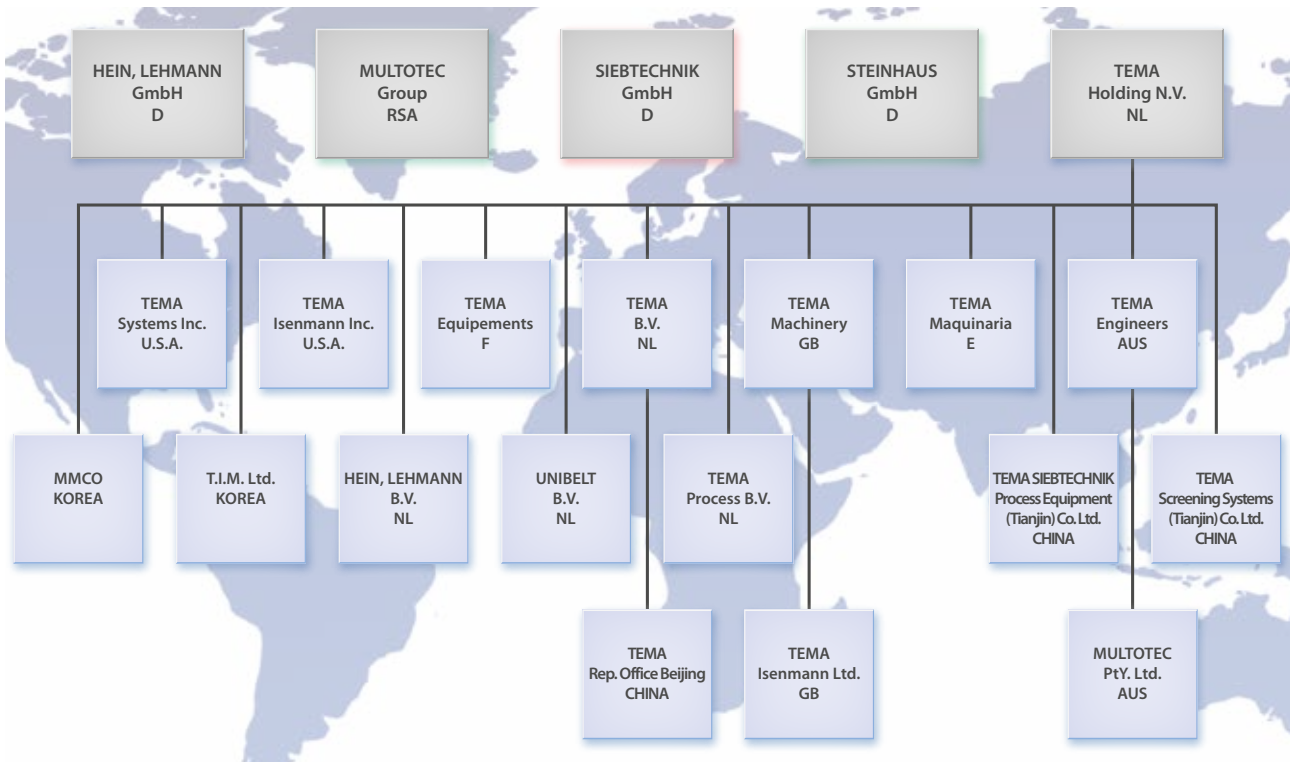 HEIN, LEHMANN
GmbH
D
MULTOTEC
Group
RSA
SIEBTECHNIK
GmbH
D
STEINHAUS
GmbH
D
TEMA
Holding N.V.
NL
TEMA
Systems Inc.
U.S.A.
TEMA
Isenmann Inc.
U.S.A.
TEMA
Equipements
F
TEMA
B.V.
NL
TEMA
Machinery
GB
TEMA
Maquinaria
E
TEMA
Engineers
AUS
MMCO
KOREA
T.I.M. Ltd.
KOREA
HEIN, LEHMANN
B.V.
NL
UNIBELT
B.V.
NL
TEMA
Process B.V.
NL
TEMA SIEBTECHNIK
Process Equipment
(Tianjin) Co. Ltd.
CHINA
TEMA
Screening Systems
(Tianjin) Co. Ltd.
CHINA
TEMA
Rep. Office Beijing
CHINA
TEMA
Isenmann Ltd.
GB
MULTOTEC
PtY. Ltd.
AUS